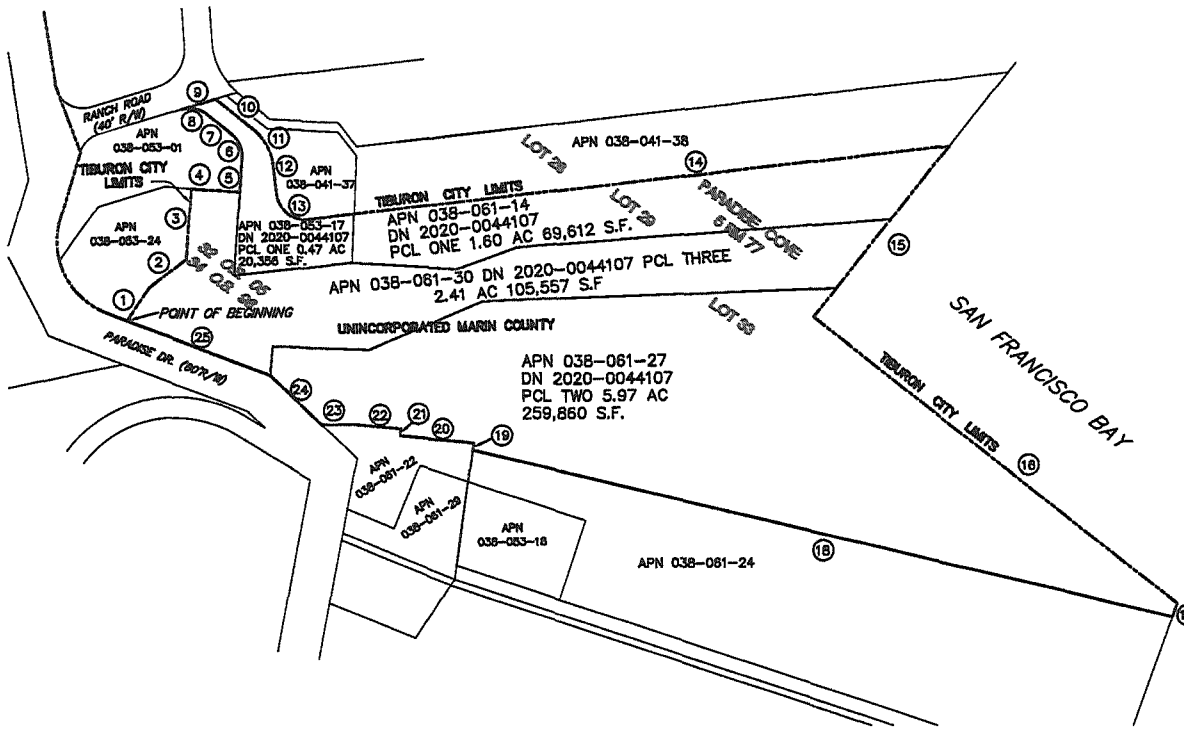 RANCH ROAD
(40' R/W)
9
10
8
7
6
11
APN
038-053-01
TIBURON CITY
LIMITS
4
5
12
APN
038-041-37
13
LOT 28
APN 038-041-38
14
TIBURON CITY LIMITS
LOT 29
PARADISE COVE
5 RM 77
APN 038-061-14
DN 2020-0044107
PCL ONE 1.60 AC 69,612 S.F.
3
APN
038-053-24
APN 038-053-17
DN 2020-0044107
PCL ONE 0.47 AC
20,356 S.F.
2
15
APN 038-061-30 DN 2020-0044107 PCL THREE
2.41 AC 105,557 S.F
1
POINT OF BEGINNING
LOT 33
SAN FRANCISCO BAY
UNINCORPORATED MARIN COUNTY
25
PARADISE DR.
APN 038-061-27
DN 2020-0044107
PCL TWO 5.97 AC
259,860 S.F.
TIBURON CITY LIMITS
24
23
22
21
20
19
16
APN
038-061-22
APN
038-061-29
APN
038-053-18
18
APN 038-061-24